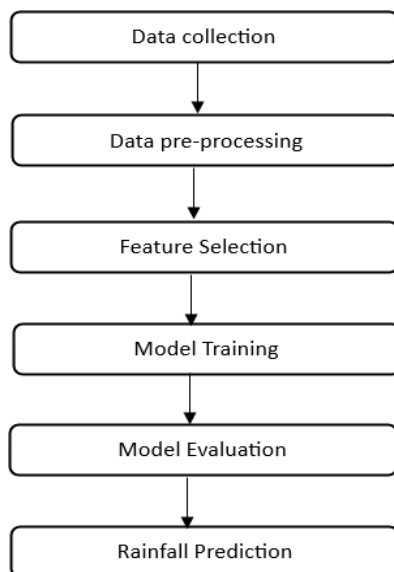 Data collection
Data pre-processing
Feature Selection
Model Training
Model Evaluation
Rainfall Prediction